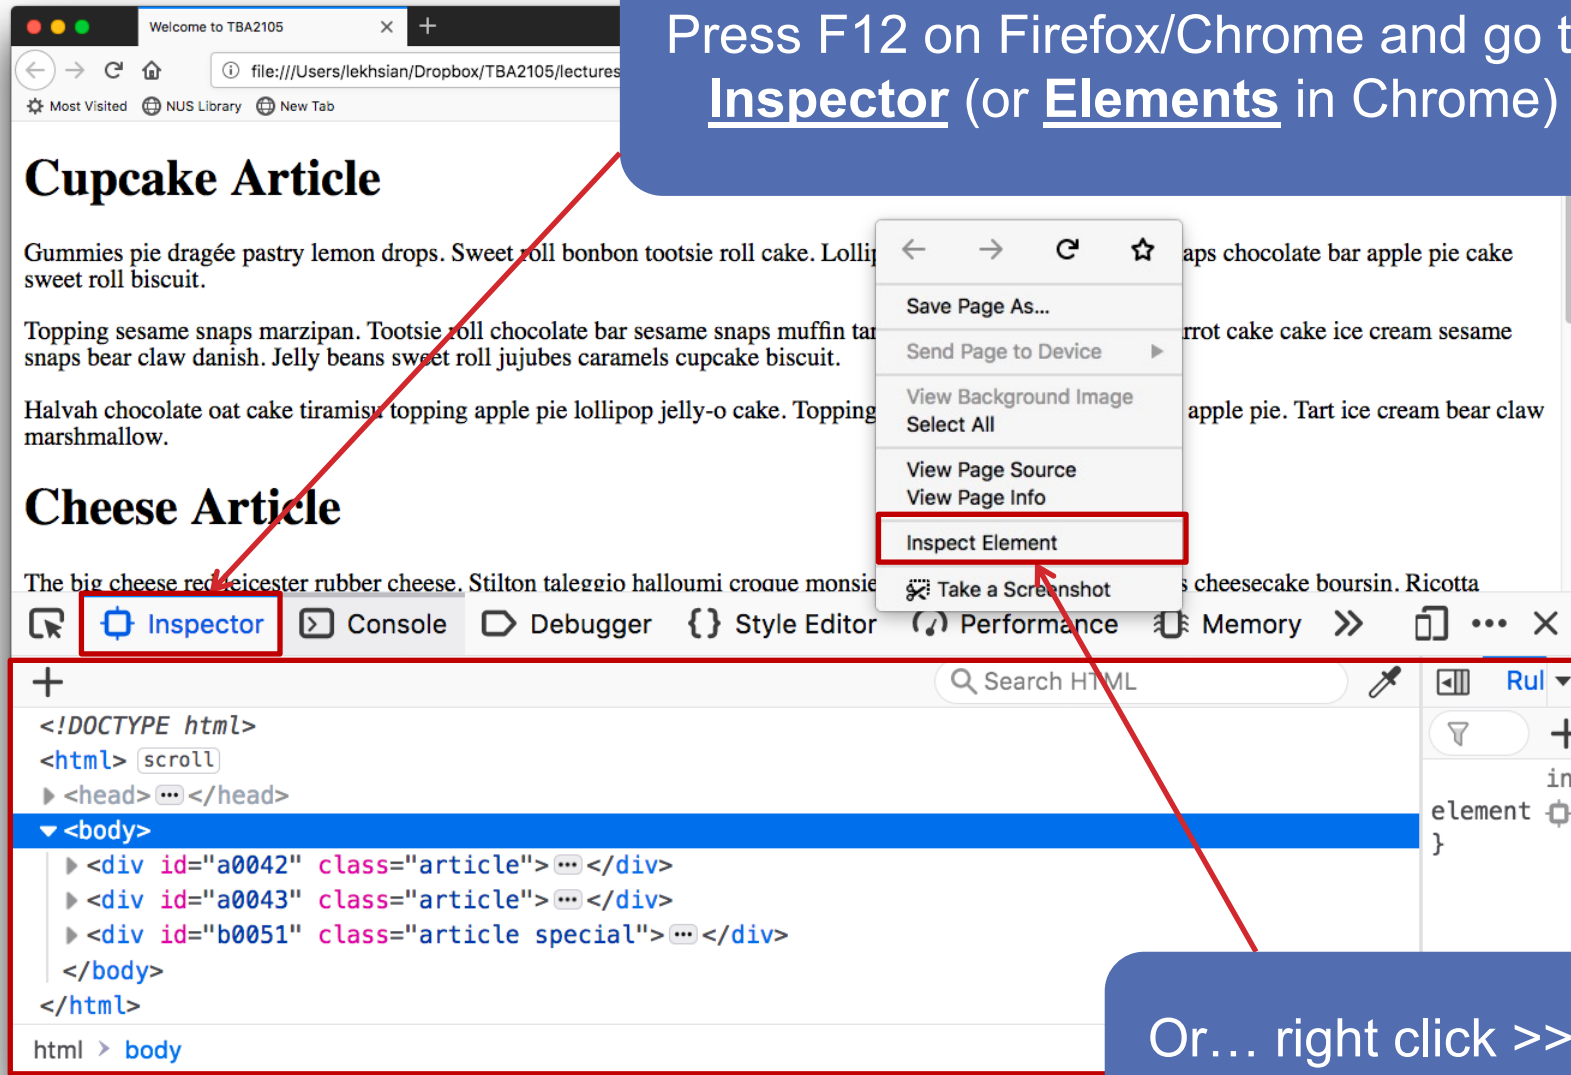 Welcome to TBA2105
Press F12 on Firefox/Chrome and go t
Inspector (or Elements in Chrome)
file:///Users/lekhsian/Dropbox/TBA2105/lectures
Most Visited NUS Library New Tab
Cupcake Article
Gummies pie dragée pastry lemon drops. Sweet roll bonbon tootsie roll cake. Lollip aps chocolate bar apple pie cake
sweet roll biscuit.
Topping sesame snaps marzipan. Tootsie roll chocolate bar sesame snaps muffin tar rrot cake cake ice cream sesame
snaps bear claw danish. Jelly beans sweet roll jujubes caramels cupcake biscuit.
Halvah chocolate oat cake tiramisu topping apple pie lollipop jelly-o cake. Topping apple pie. Tart ice cream bear claw
marshmallow.
Save Page As...
Send Page to Device
View Background Image
Select All
View Page Source
View Page Info
Inspect Element
Take a Screenshot
Cheese Article
The big cheese red leicester rubber cheese. Stilton taleggio halloumi croque monsie s cheesecake boursin. Ricotta
Inspector Console Debugger {} Style Editor Performance Memory
Search HTML
Rul
<!DOCTYPE html>
<html> scroll
<head>…</head>
<body>
<div id="a0042" class="article">…</div>
<div id="a0043" class="article">…</div>
<div id="b0051" class="article special">…</div>
</body>
</html>
html > body
in
element
}
Or… right click >>